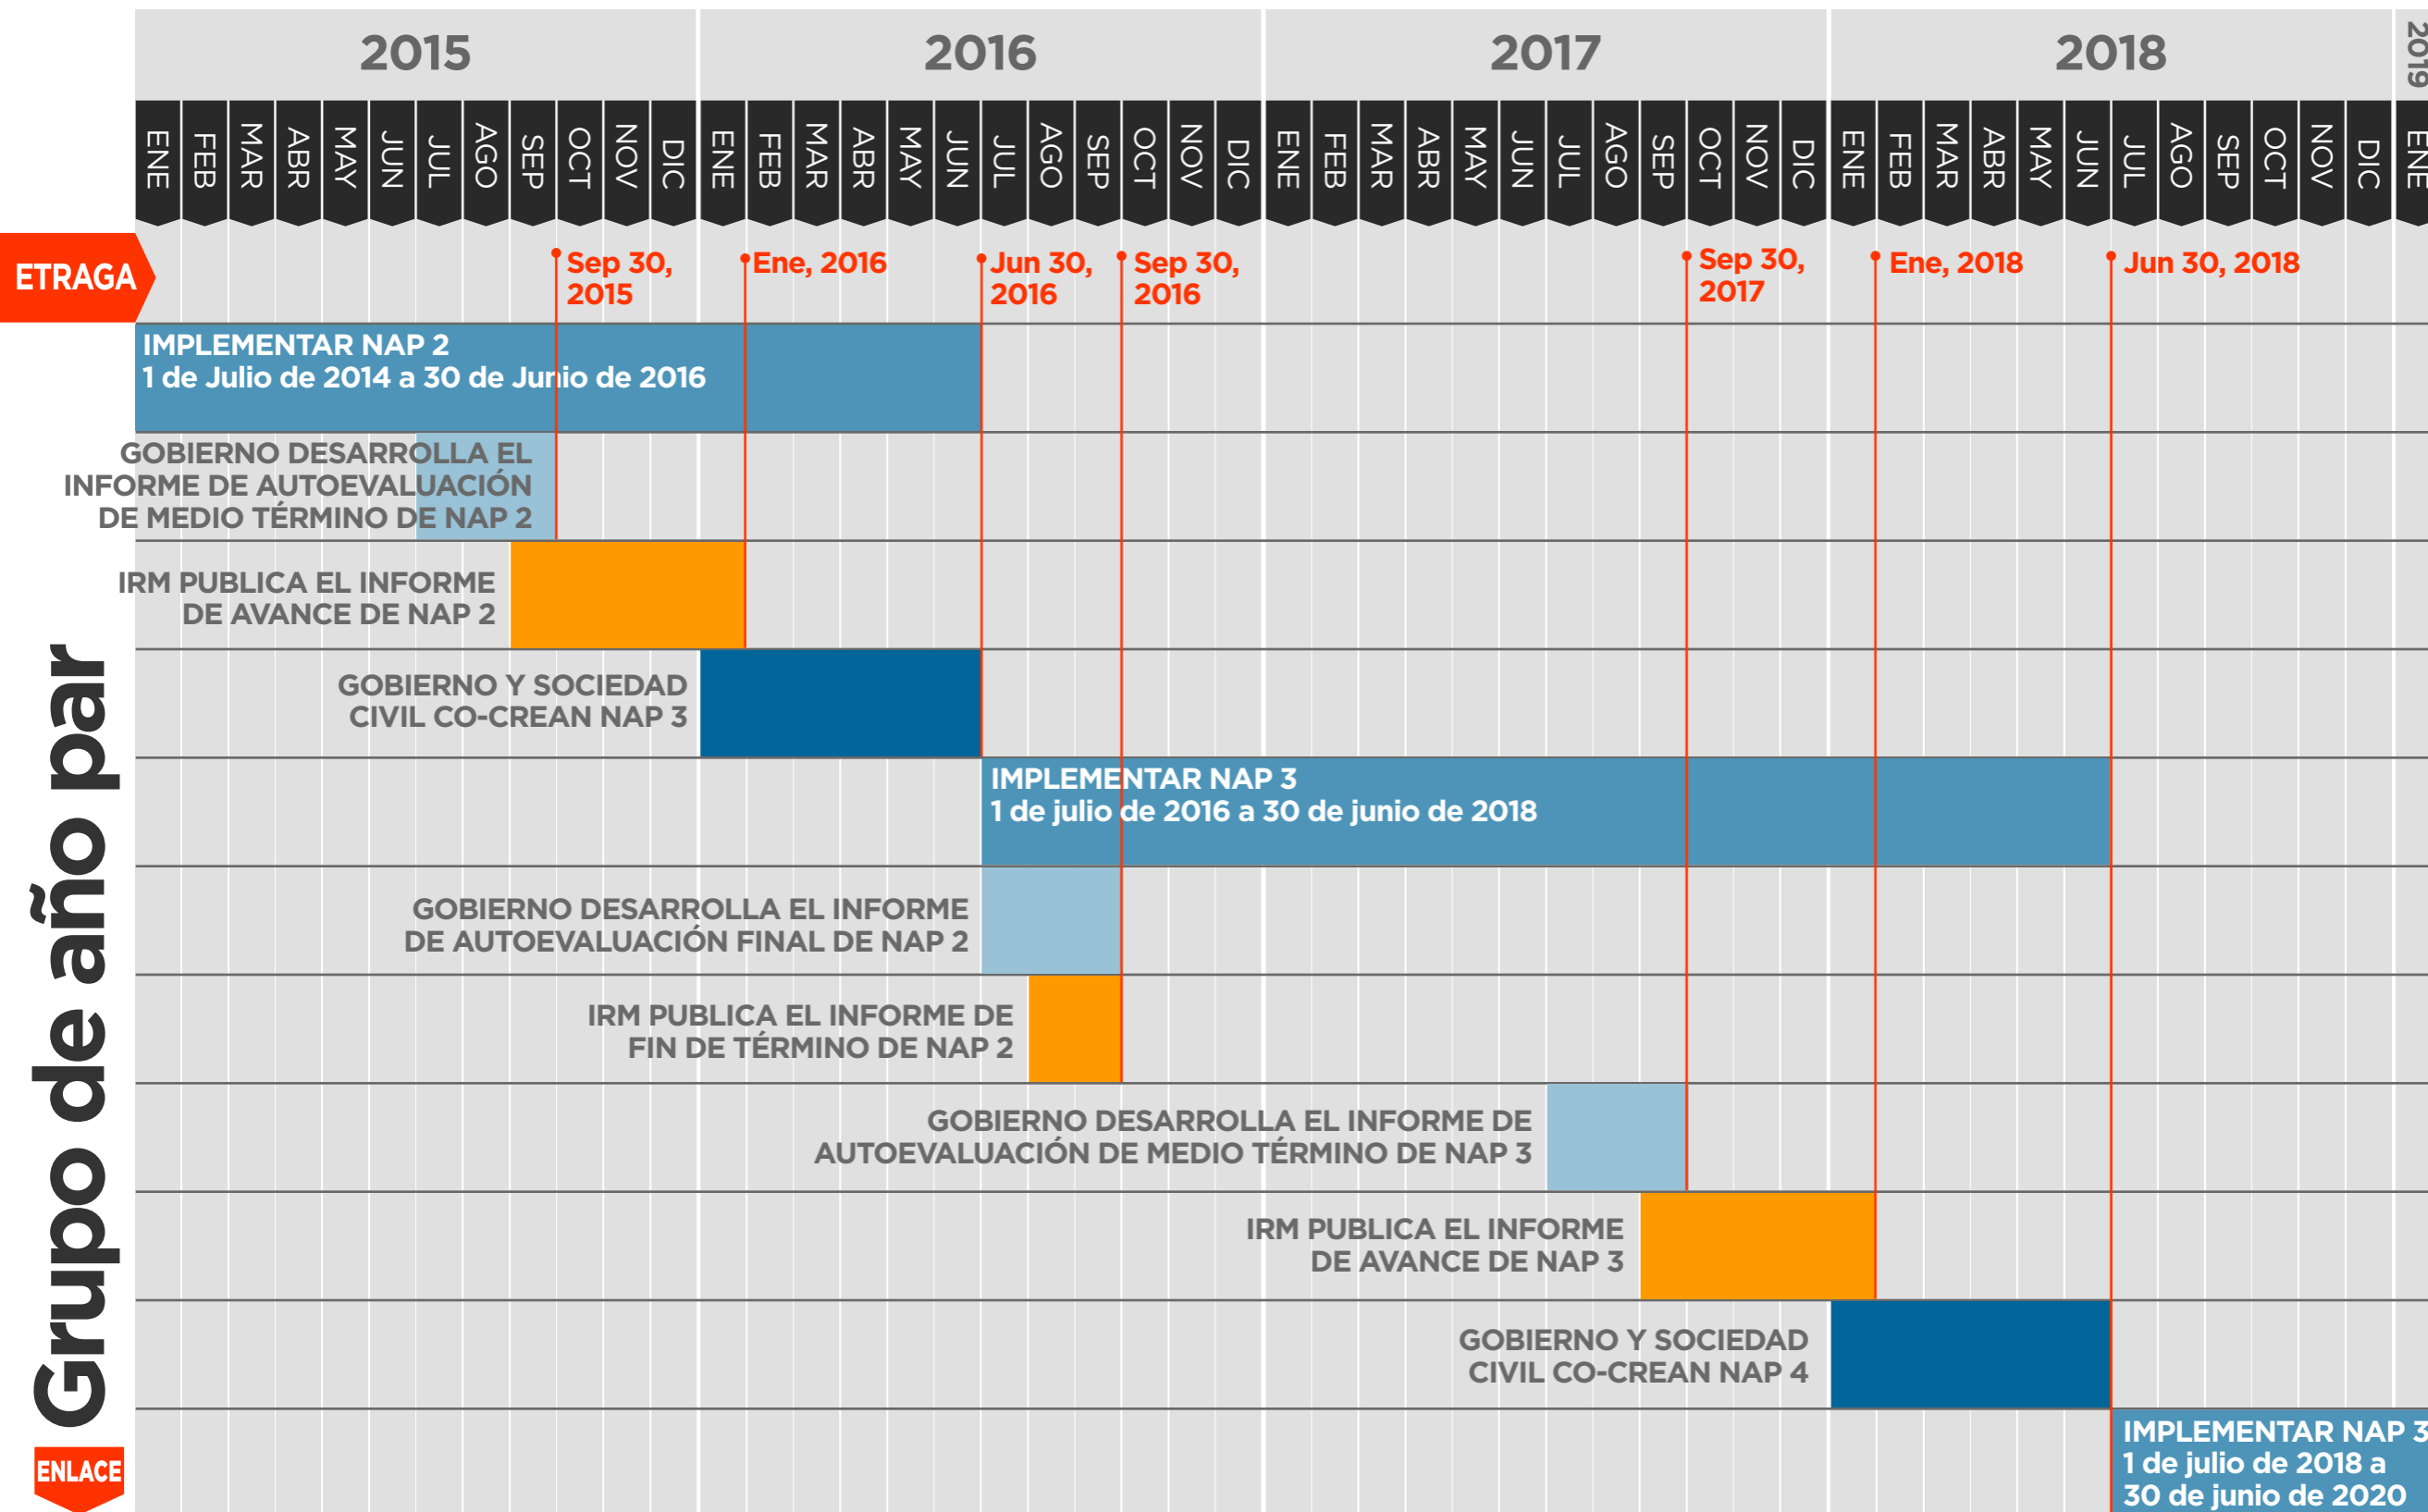 2015
2016
2017
2018
2019
ENE FEB MAR ABR MAY JUN JUL AGO SEP OCT NOV DIC ENE FEB MAR ABR MAY JUN JUL AGO SEP OCT NOV DIC ENE FEB MAR ABR MAY JUN JUL AGO SEP OCT NOV DIC ENE FEB MAR ABR MAY JUN JUL AGO SEP OCT NOV DIC ENE
ETRAGA
Sep 30,
2015
Ene, 2016
Jun 30,
2016
Sep 30,
2016
Sep 30,
2017
Ene, 2018
Jun 30, 2018
Grupo de año par
IMPLEMENTAR NAP 2
1 de Julio de 2014 a 30 de Junio de 2016
GOBIERNO DESARROLLA EL
INFORME DE AUTOEVALUACIÓN
DE MEDIO TÉRMINO DE NAP 2
IRM PUBLICA EL INFORME
DE AVANCE DE NAP 2
GOBIERNO Y SOCIEDAD
CIVIL CO-CREAN NAP 3
IMPLEMENTAR NAP 3
1 de julio de 2016 a 30 de junio de 2018
GOBIERNO DESARROLLA EL INFORME
DE AUTOEVALUACIÓN FINAL DE NAP 2
IRM PUBLICA EL INFORME DE
FIN DE TÉRMINO DE NAP 2
GOBIERNO DESARROLLA EL INFORME DE
AUTOEVALUACIÓN DE MEDIO TÉRMINO DE NAP 3
IRM PUBLICA EL INFORME
DE AVANCE DE NAP 3
GOBIERNO Y SOCIEDAD
CIVIL CO-CREAN NAP 4
IMPLEMENTAR NAP 3
1 de julio de 2018 a
30 de junio de 2020
ENLACE